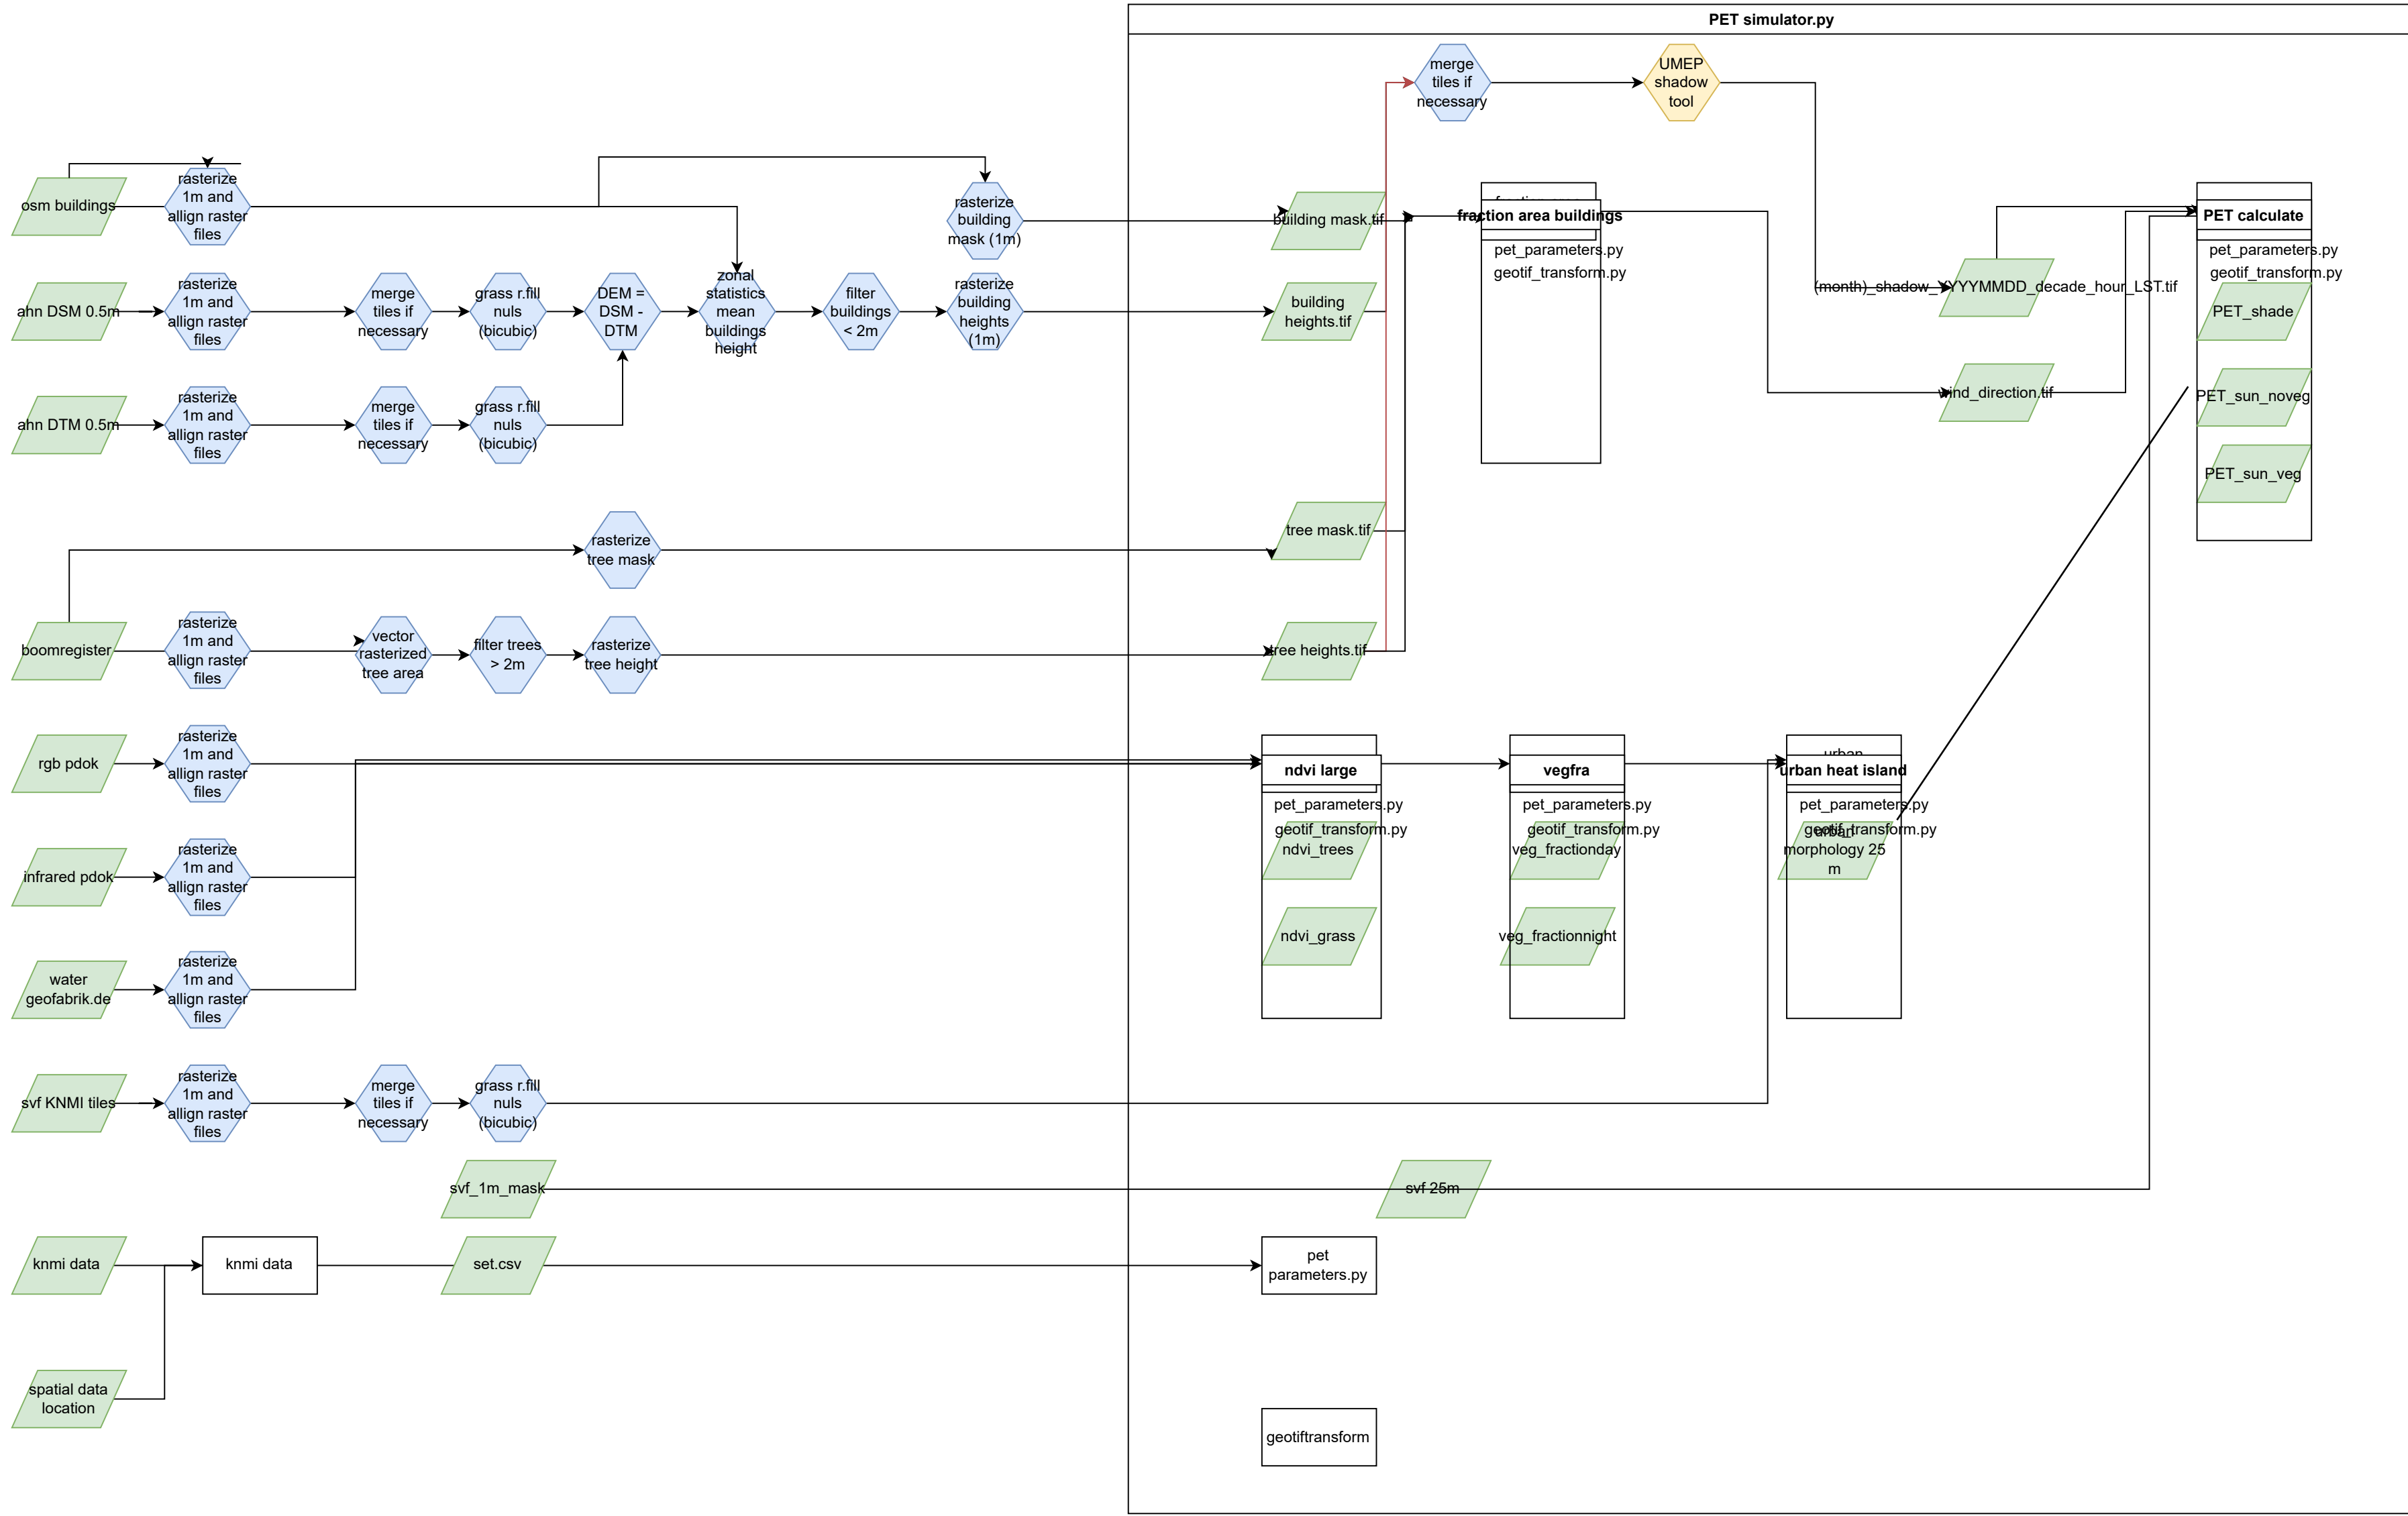 PET simulator.py
merge
tiles if
necessary
UMEP
shadow
tool
osm buildings
rasterize
1m and
allign raster
files
rasterize
building
mask (1m)
building mask.tif
fraction area buildings
pet_parameters.py
geotif_transform.py
PET calculate
pet_parameters.py
geotif_transform.py
PET_shade
PET_sun_noveg
PET_sun_veg
(month)_shadow_YYYYMMDD_decade_hour_LST.tif
wind_direction.tif
ahn DSM 0.5m
rasterize
1m and
allign raster
files
merge
tiles if
necessary
grass r.fill
nuls
(bicubic)
DEM =
DSM -
DTM
zonal
statistics
mean
buildings
height
filter
buildings
< 2m
rasterize
building
heights
(1m)
building
heights.tif
ahn DTM 0.5m
rasterize
1m and
allign raster
files
merge
tiles if
necessary
grass r.fill
nuls
(bicubic)
rasterize
tree mask
tree mask.tif
boomregister
rasterize
1m and
allign raster
files
vector
rasterized
tree area
filter trees
> 2m
rasterize
tree height
tree heights.tif
rgb pdok
rasterize
1m and
allign raster
files
ndvi large
pet_parameters.py
geotif_transform.py
ndvi_trees
ndvi_grass
vegfra
pet_parameters.py
geotif_transform.py
veg_fractionday
veg_fractionnight
urban
urban heat island
pet_parameters.py
geotif_transform.py
urban
morphology 25
m
infrared pdok
rasterize
1m and
allign raster
files
water
geofabrik.de
rasterize
1m and
allign raster
files
svf KNMI tiles
rasterize
1m and
allign raster
files
merge
tiles if
necessary
grass r.fill
nuls
(bicubic)
svf_1m_mask
svf 25m
knmi data
knmi data
set.csv
pet
parameters.py
spatial data
location
geotiftransform